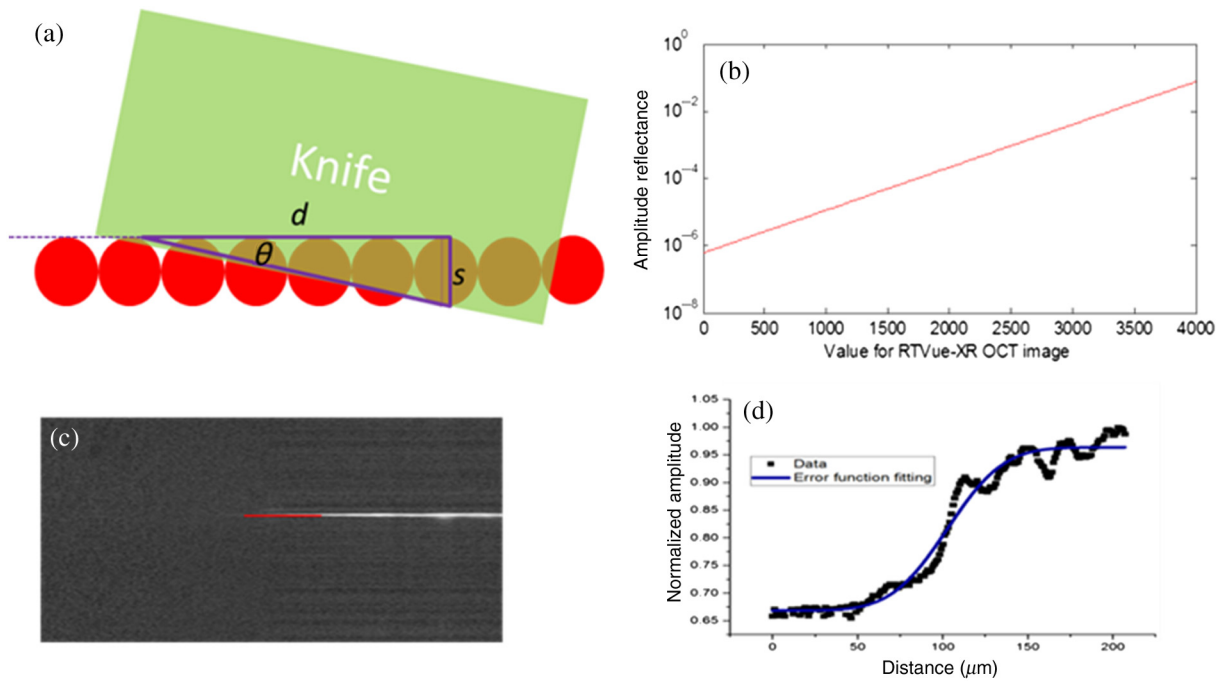 (a)
Knife
d
θ
s
(b)
Amplitude reflectance
10⁰
10⁻²
10⁻⁴
10⁻⁶
10⁻⁸
0 500 1000 1500 2000 2500 3000 3500 4000
Value for RTVue-XR OCT image
(c)
(d)
Normalized amplitude
1.05
1.00
0.95
0.90
0.85
0.80
0.75
0.70
0.65
Data
Error function fitting
0 50 100 150 200
Distance (μm)